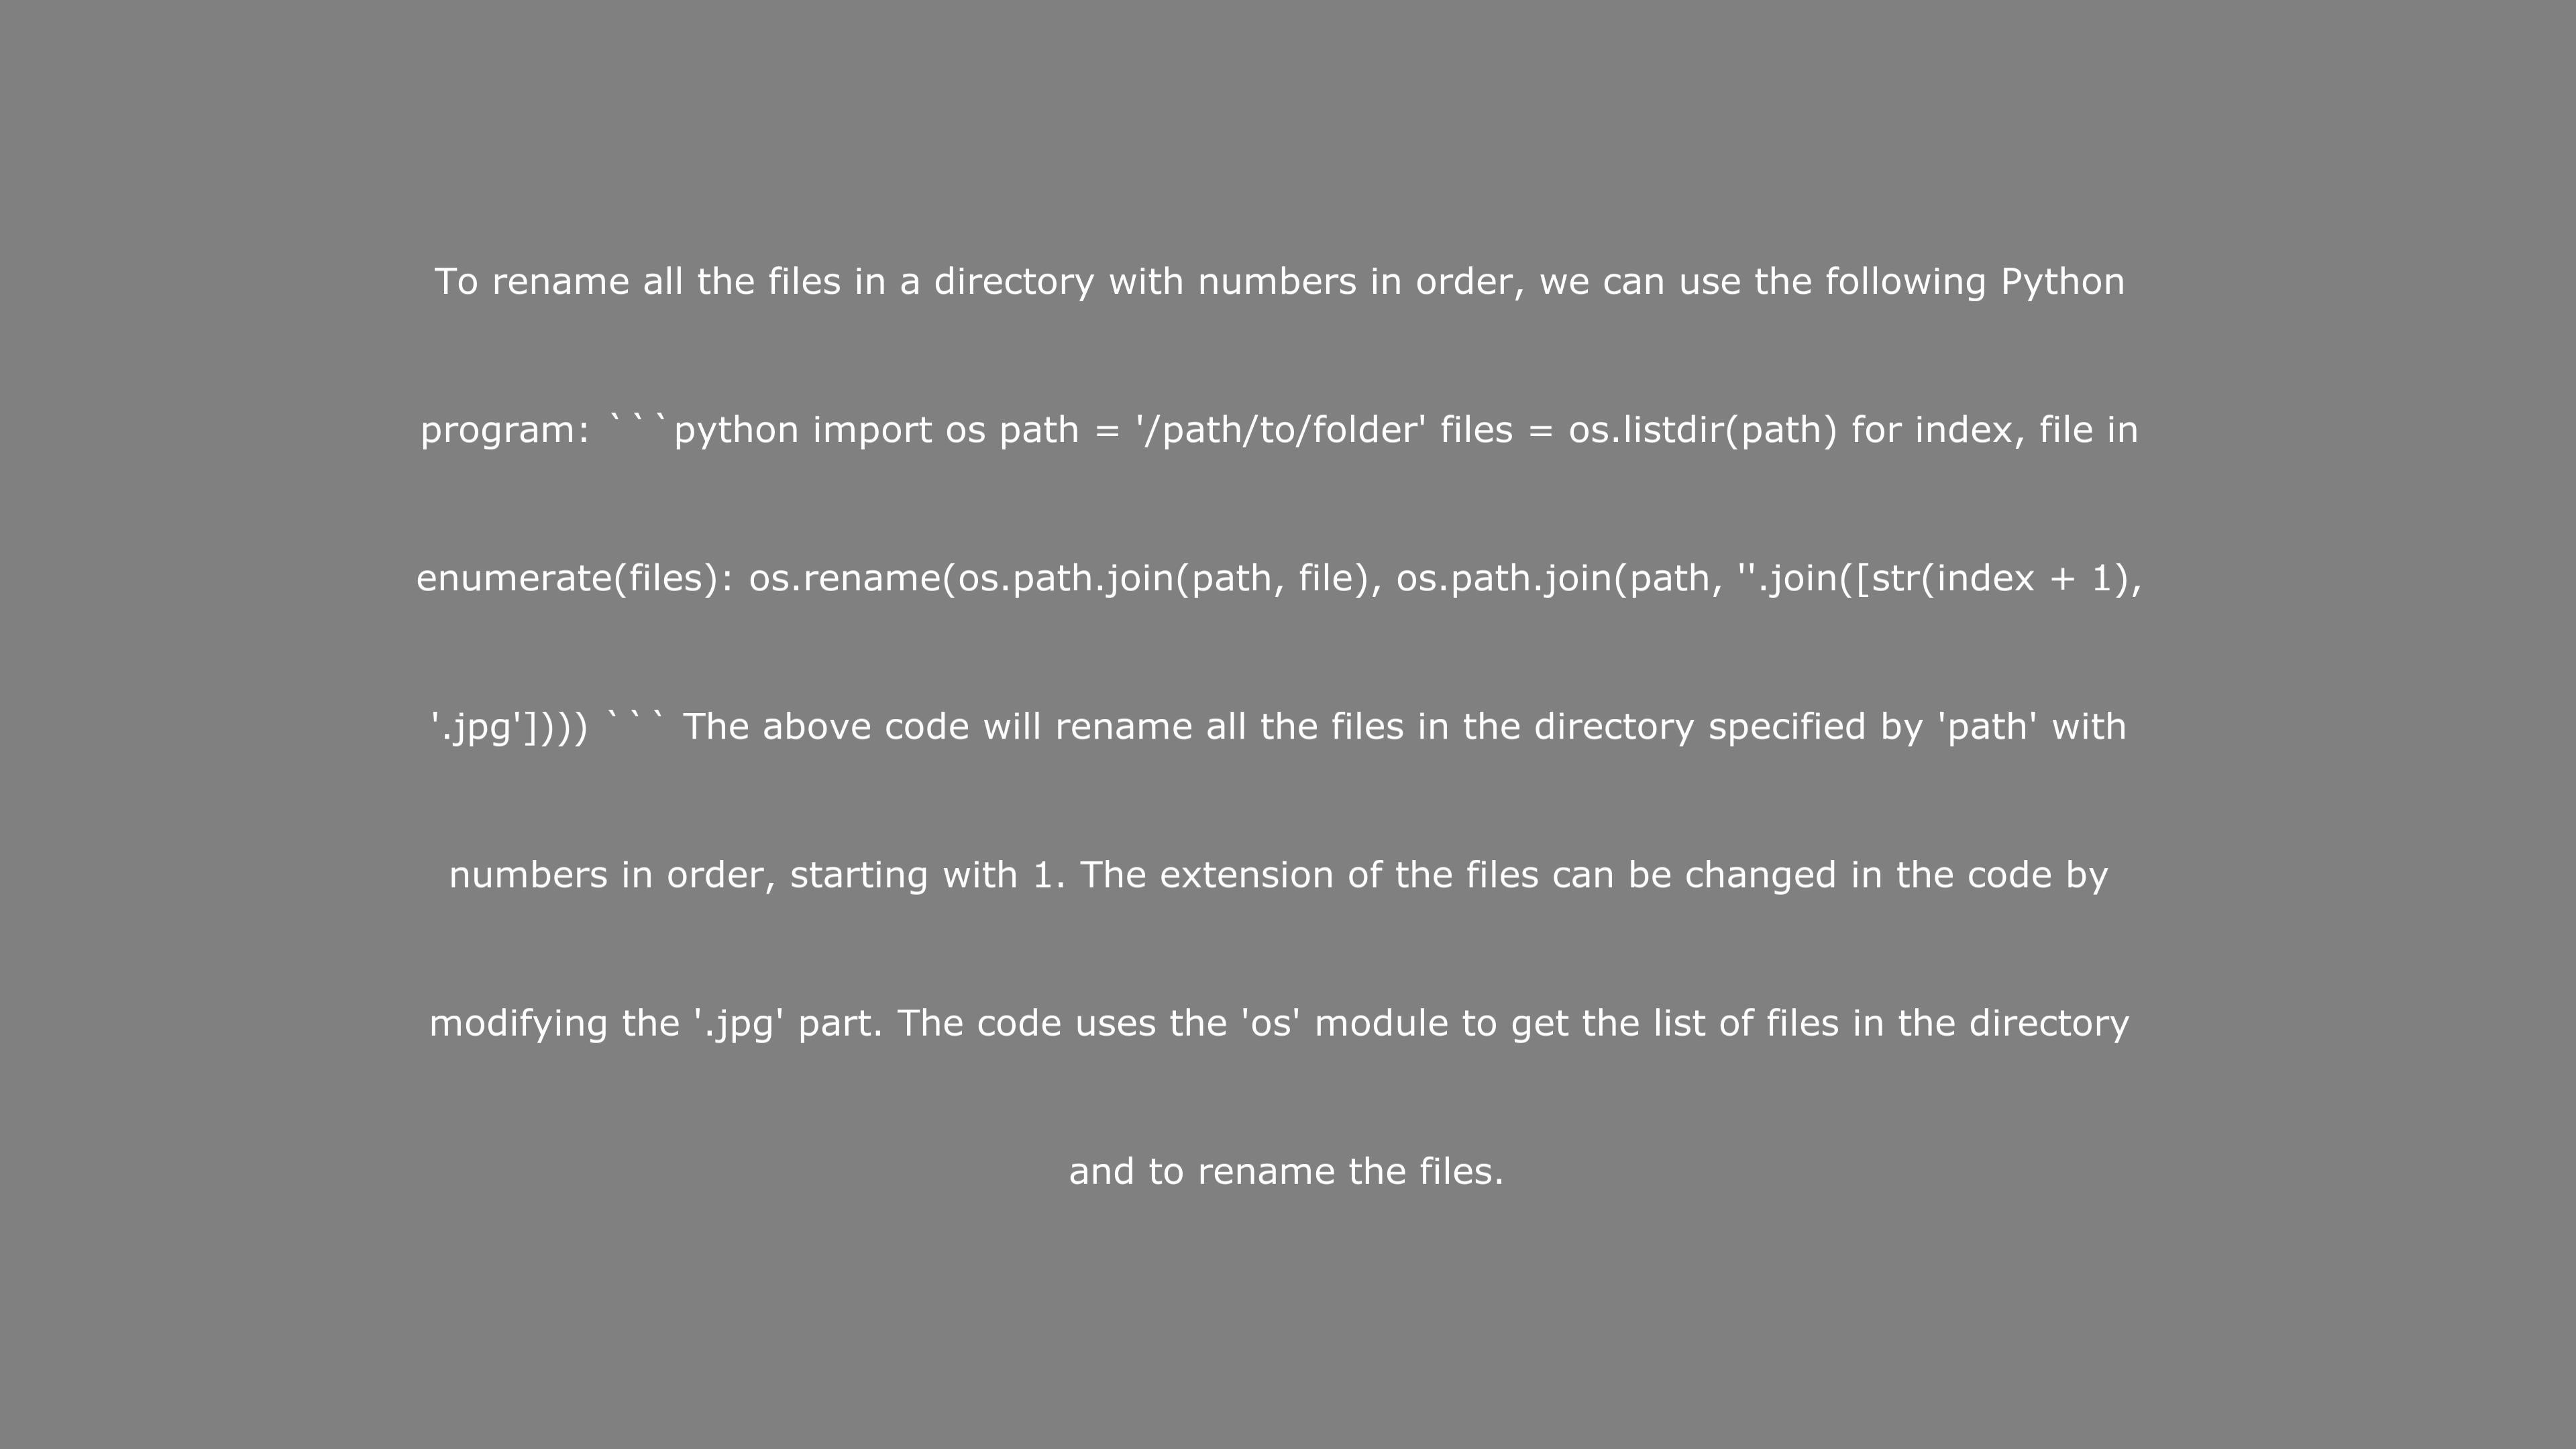 To rename all the files in a directory with numbers in order, we can use the following Python
program: ```python import os path = '/path/to/folder' files = os.listdir(path) for index, file in
enumerate(files): os.rename(os.path.join(path, file), os.path.join(path, ''.join([str(index + 1),
'.jpg']))) ``` The above code will rename all the files in the directory specified by 'path' with
numbers in order, starting with 1. The extension of the files can be changed in the code by
modifying the '.jpg' part. The code uses the 'os' module to get the list of files in the directory
and to rename the files.